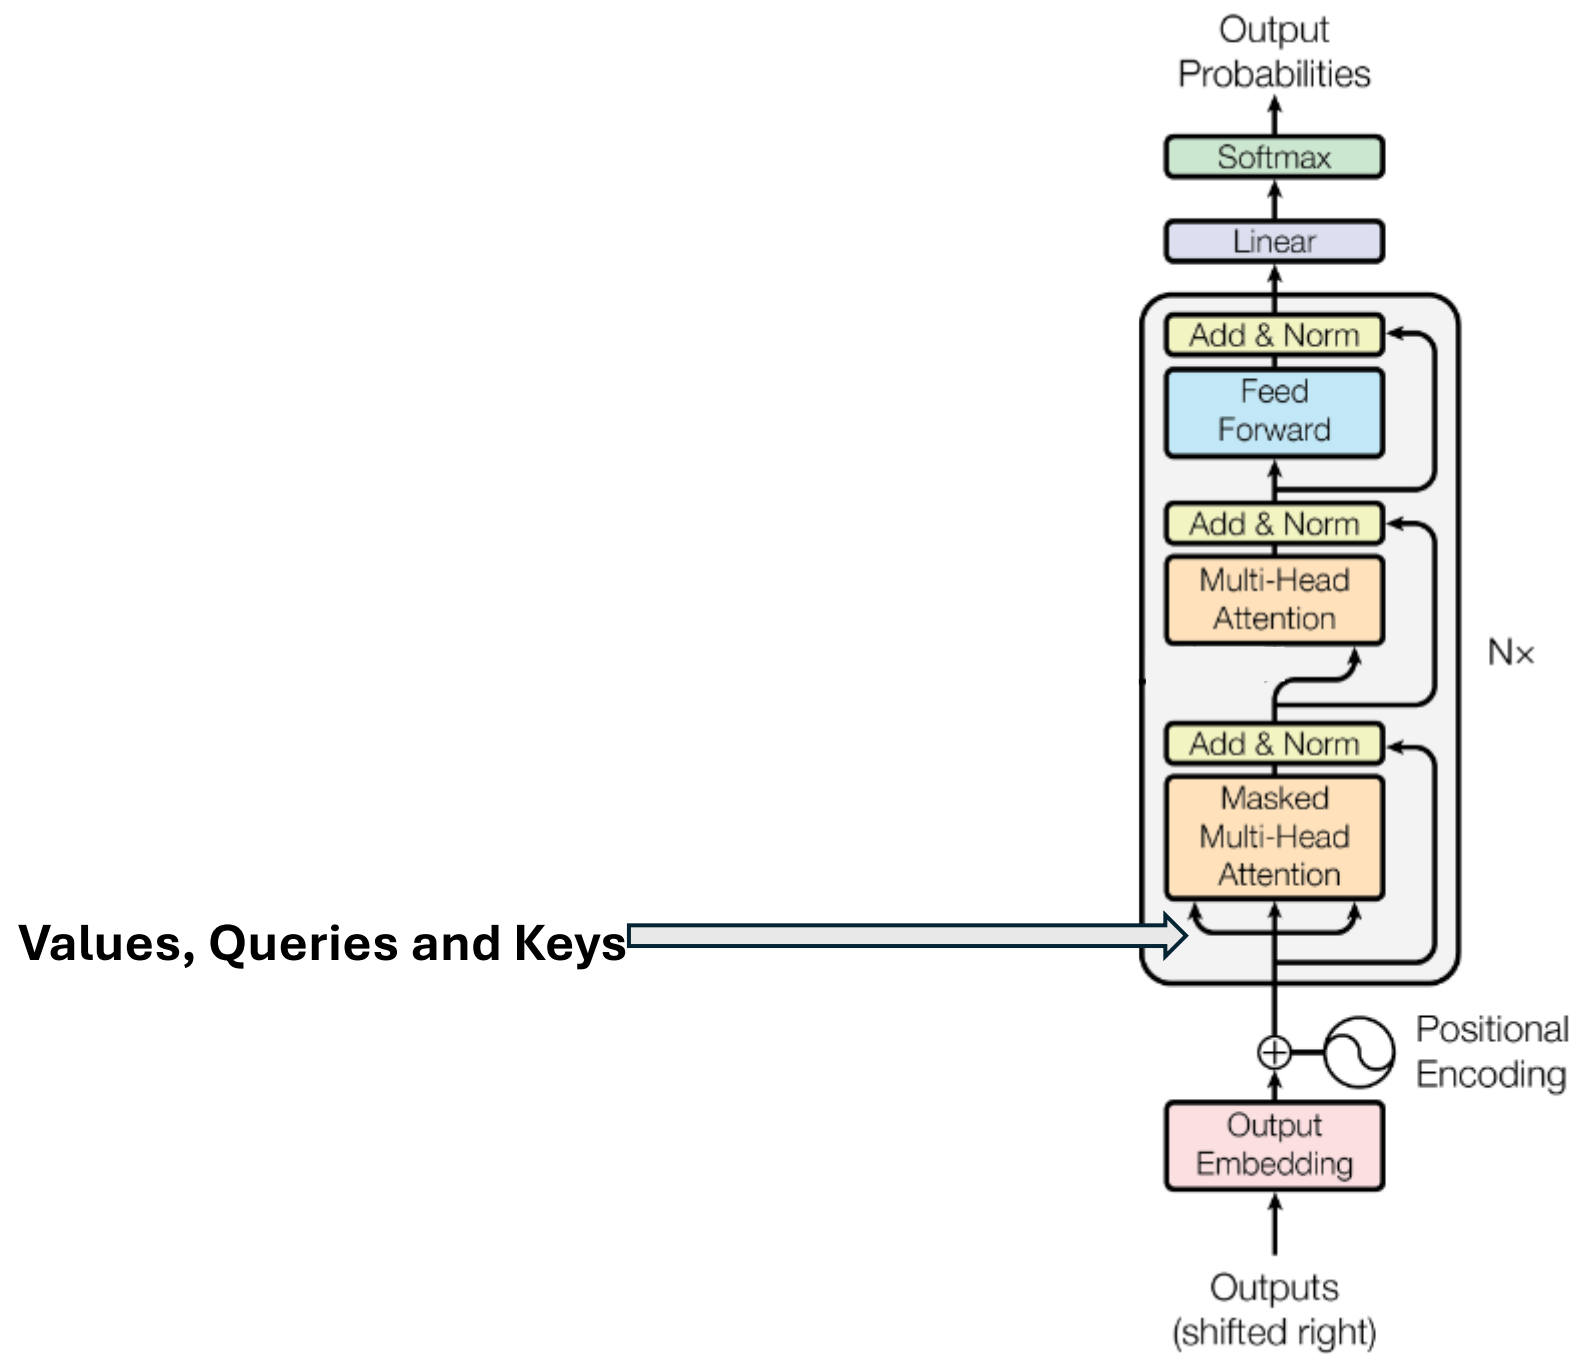 Output
Probabilities
Softmax
Linear
Add & Norm
Feed
Forward
Add & Norm
Multi-Head
Attention
Nx
Add & Norm
Masked
Multi-Head
Attention
Values, Queries and Keys
Positional
Encoding
Output
Embedding
Outputs
(shifted right)